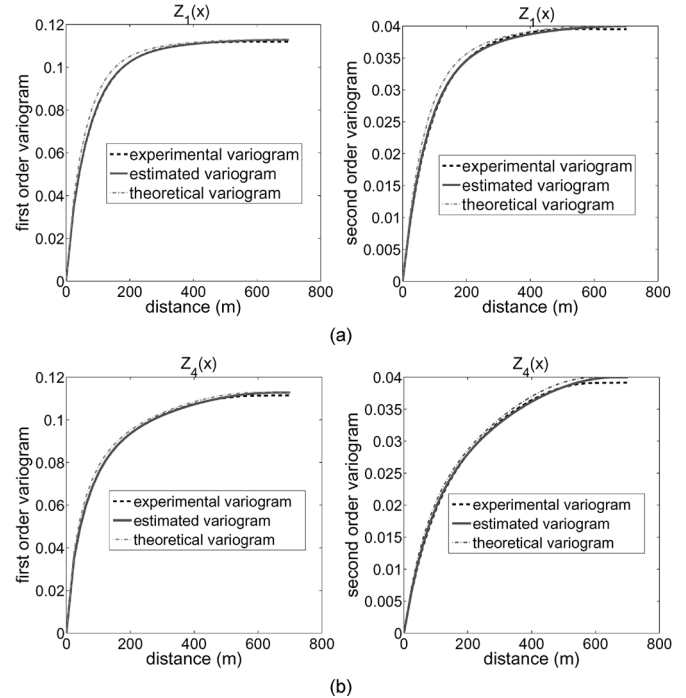 Z1(x)
first order variogram
0.12
0.1
0.08
0.06
0.04
0.02
0
experimental variogram
estimated variogram
theoretical variogram
0 200 400 600 800
distance (m)
Z1(x)
second order variogram
0.04
0.035
0.03
0.025
0.02
0.015
0.01
0.005
0
experimental variogram
estimated variogram
theoretical variogram
0 200 400 600 800
distance (m)
(a)
Z4(x)
first order variogram
0.12
0.1
0.08
0.06
0.04
0.02
0
experimental variogram
estimated variogram
theoretical variogram
0 200 400 600 800
distance (m)
Z4(x)
second order variogram
0.04
0.035
0.03
0.025
0.02
0.015
0.01
0.005
0
experimental variogram
estimated variogram
theoretical variogram
0 200 400 600 800
distance (m)
(b)